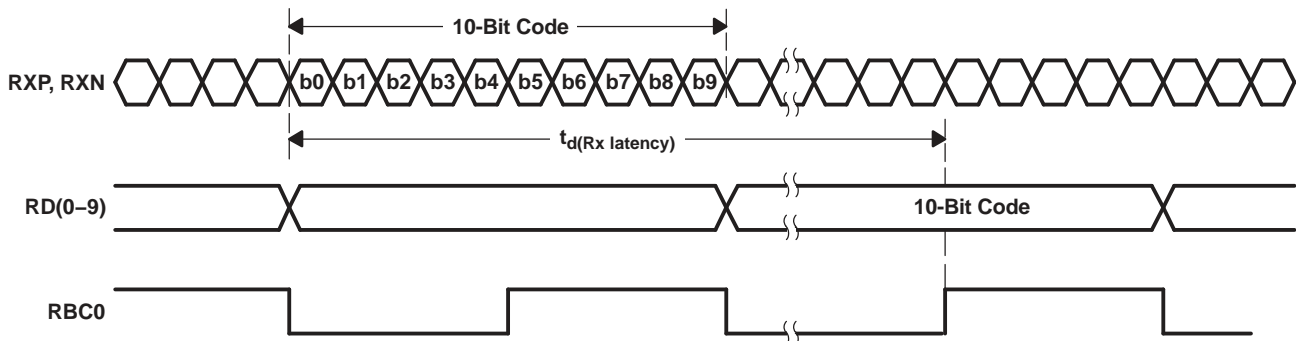 10-Bit Code
RXP, RXN b0 b1 b2 b3 b4 b5 b6 b7 b8 b9
td(Rx latency)
RD(0–9) 10-Bit Code
RBC0